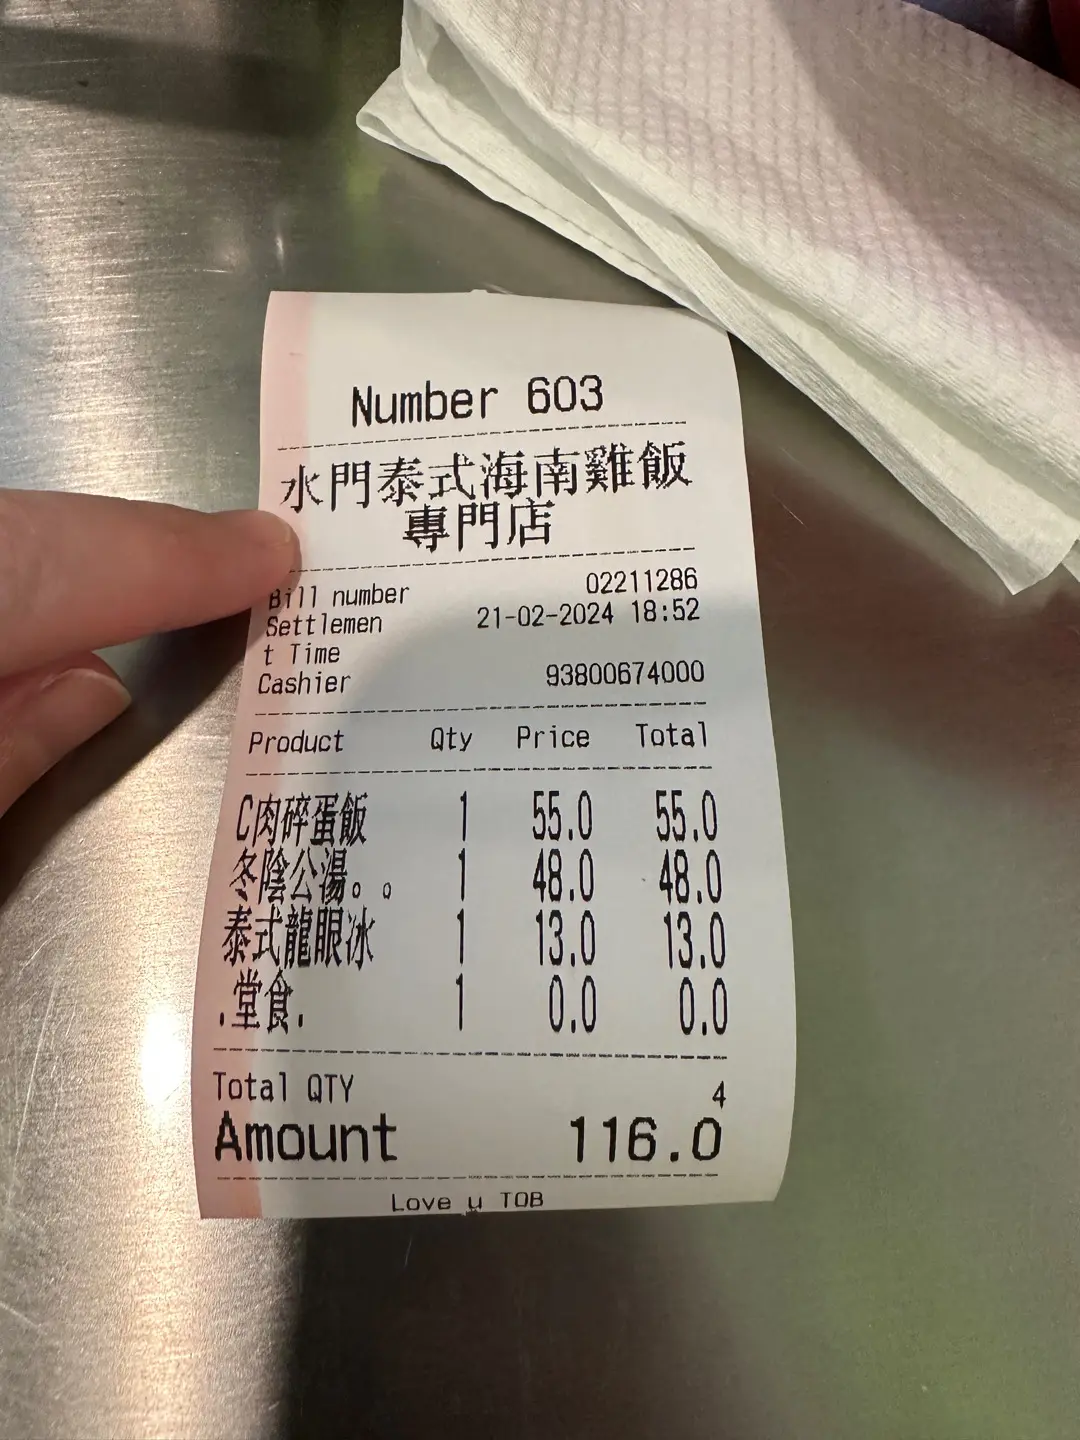 Number 603
水門泰式海南雞飯
專門店
Bill number 02211286
Settlemen 21-02-2024 18:52
t Time
Cashier 93800674000
Product Qty Price Total
C肉碎蛋飯 1 55.0 55.0
冬陰公湯。。 1 48.0 48.0
泰式龍眼冰 1 13.0 13.0
.堂食. 1 0.0 0.0
Total QTY 4
Amount 116.0
Love u TOB